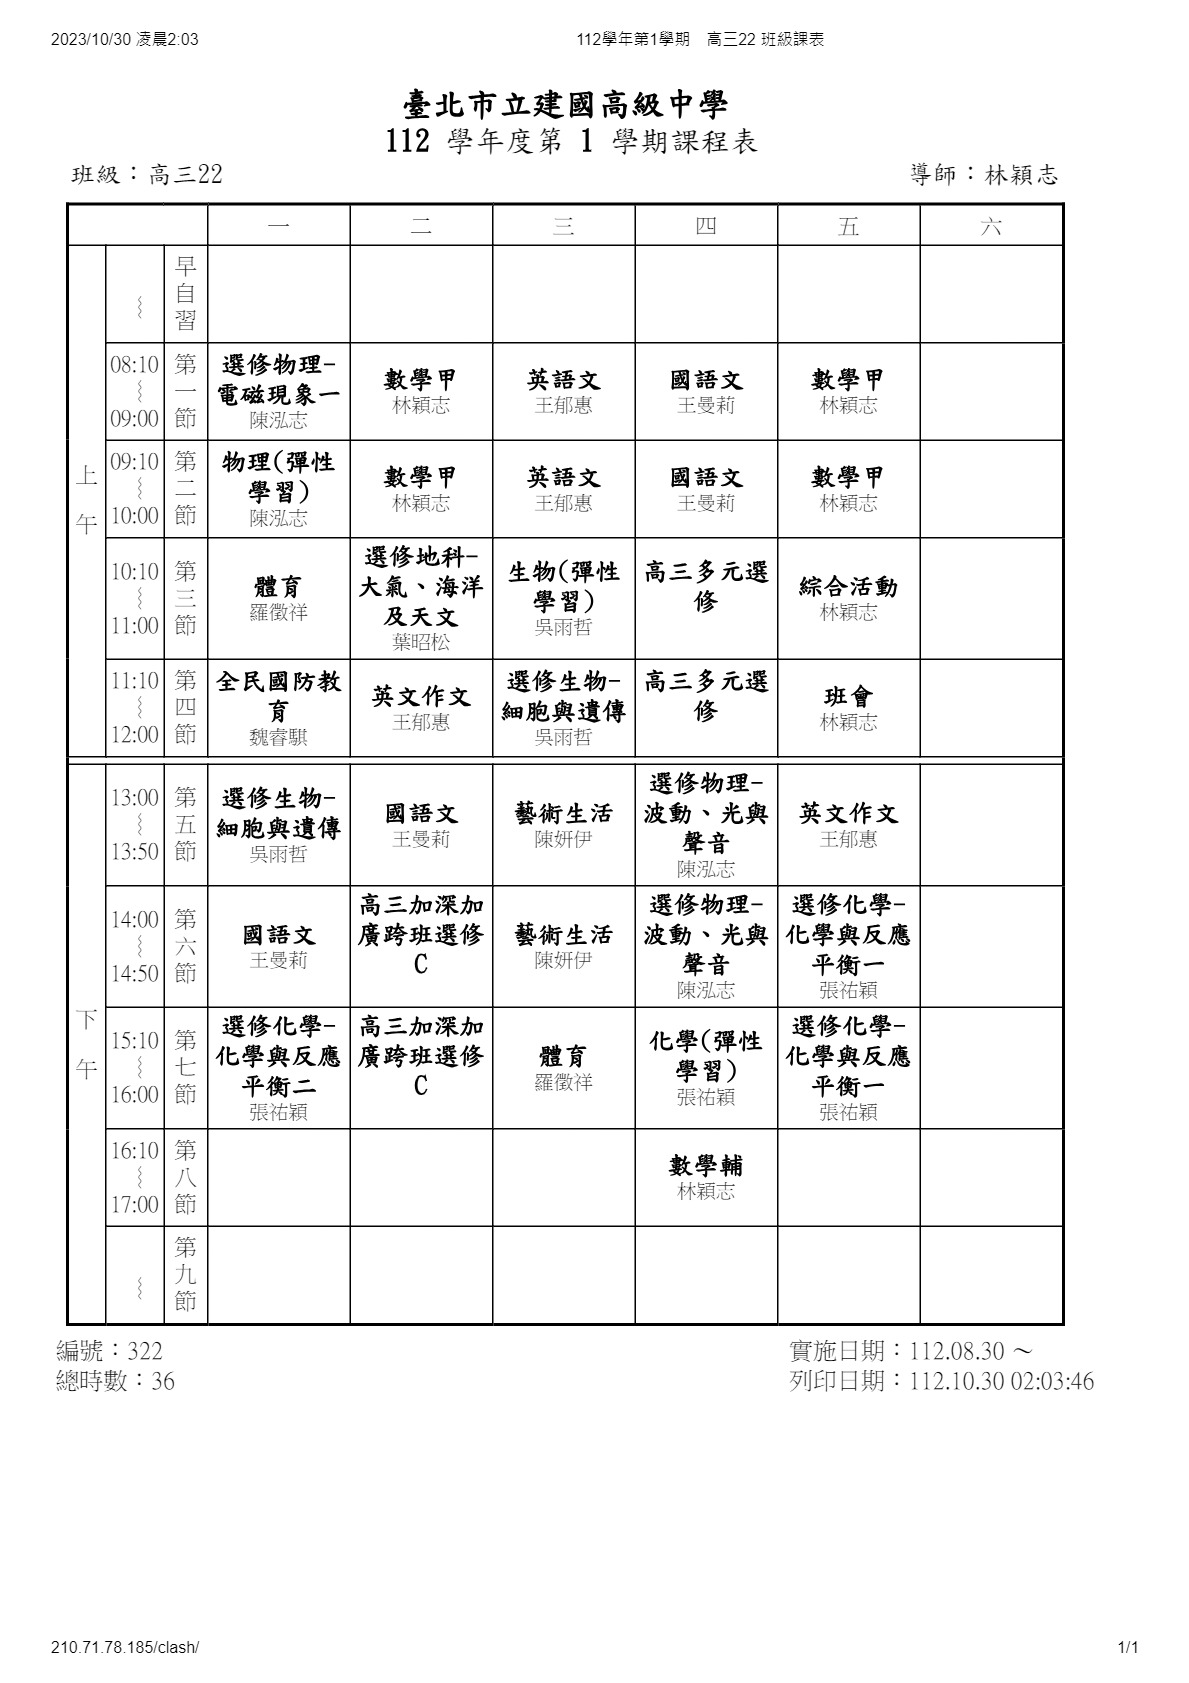 2023/10/30 凌晨2:03
112學年第1學期　高三22 班級課表
臺北市立建國高級中學
112 學年度第 1 學期課程表
班級：高三22
導師：林穎志
一 二 三 四 五 六
上午
～
早自習
08:10
～
09:00
第一節
選修物理-
電磁現象一
陳泓志
數學甲
林穎志
英語文
王郁惠
國語文
王曼莉
數學甲
林穎志
09:10
～
10:00
第二節
物理(彈性
學習)
陳泓志
數學甲
林穎志
英語文
王郁惠
國語文
王曼莉
數學甲
林穎志
10:10
～
11:00
第三節
體育
羅徵祥
選修地科-
大氣、海洋
及天文
葉昭松
生物(彈性
學習)
吳雨哲
高三多元選
修
綜合活動
林穎志
11:10
～
12:00
第四節
全民國防教
育
魏睿騏
英文作文
王郁惠
選修生物-
細胞與遺傳
吳雨哲
高三多元選
修
班會
林穎志
下午
13:00
～
13:50
第五節
選修生物-
細胞與遺傳
吳雨哲
國語文
王曼莉
藝術生活
陳妍伊
選修物理-
波動、光與
聲音
陳泓志
英文作文
王郁惠
14:00
～
14:50
第六節
國語文
王曼莉
高三加深加
廣跨班選修
C
藝術生活
陳妍伊
選修物理-
波動、光與
聲音
陳泓志
選修化學-
化學與反應
平衡一
張祐穎
15:10
～
16:00
第七節
選修化學-
化學與反應
平衡二
張祐穎
高三加深加
廣跨班選修
C
體育
羅徵祥
化學(彈性
學習)
張祐穎
選修化學-
化學與反應
平衡一
張祐穎
16:10
～
17:00
第八節
數學輔
林穎志
～
第九節
編號：322
總時數：36
實施日期：112.08.30 ～
列印日期：112.10.30 02:03:46
210.71.78.185/clash/
1/1